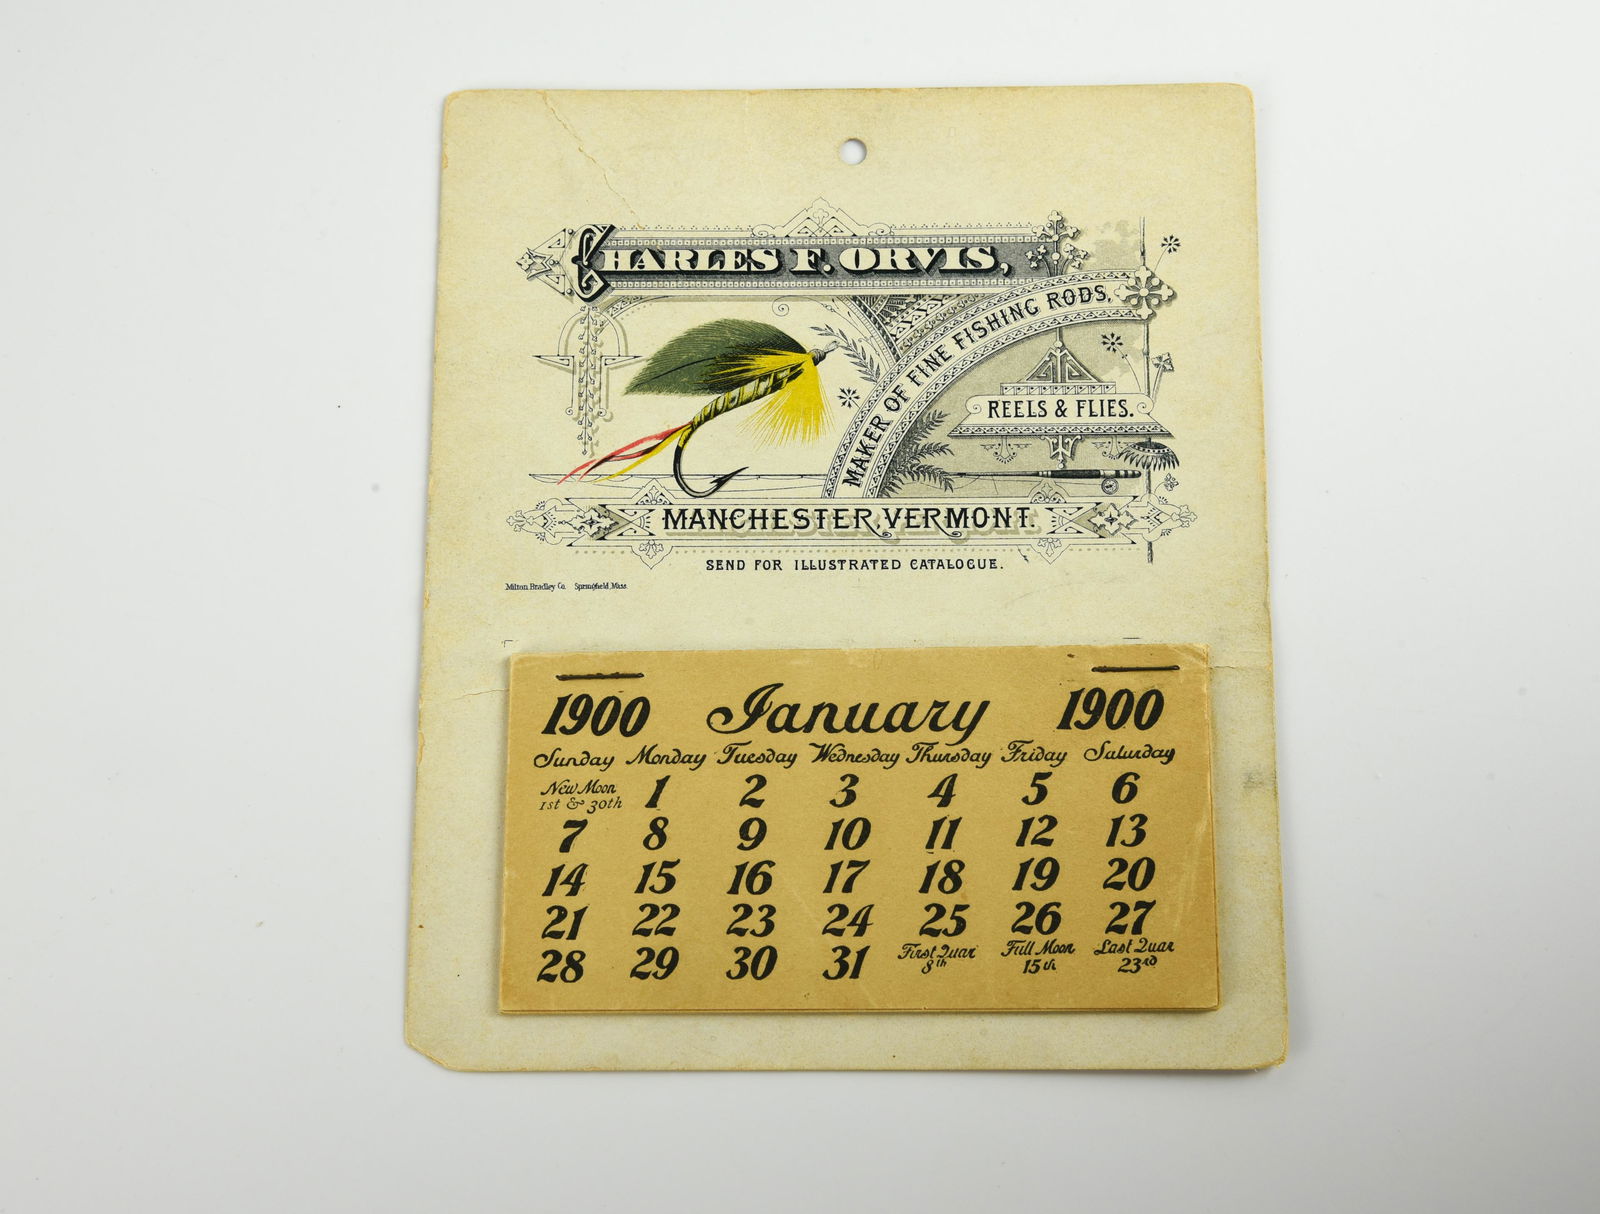 CHARLES F. ORVIS,
MAKER OF FINE FISHING RODS,
REELS & FLIES.
MANCHESTER, VERMONT.
SEND FOR ILLUSTRATED CATALOGUE.
Milton Bradley Co. Springfield, Mass.
1900 January 1900
Sunday Monday Tuesday Wednesday Thursday Friday Saturday
New Moon
1st & 30th 1 2 3 4 5 6
7 8 9 10 11 12 13
14 15 16 17 18 19 20
21 22 23 24 25 26 27
28 29 30 31 First Quar 8th Full Moon 15th Last Quar 23rd